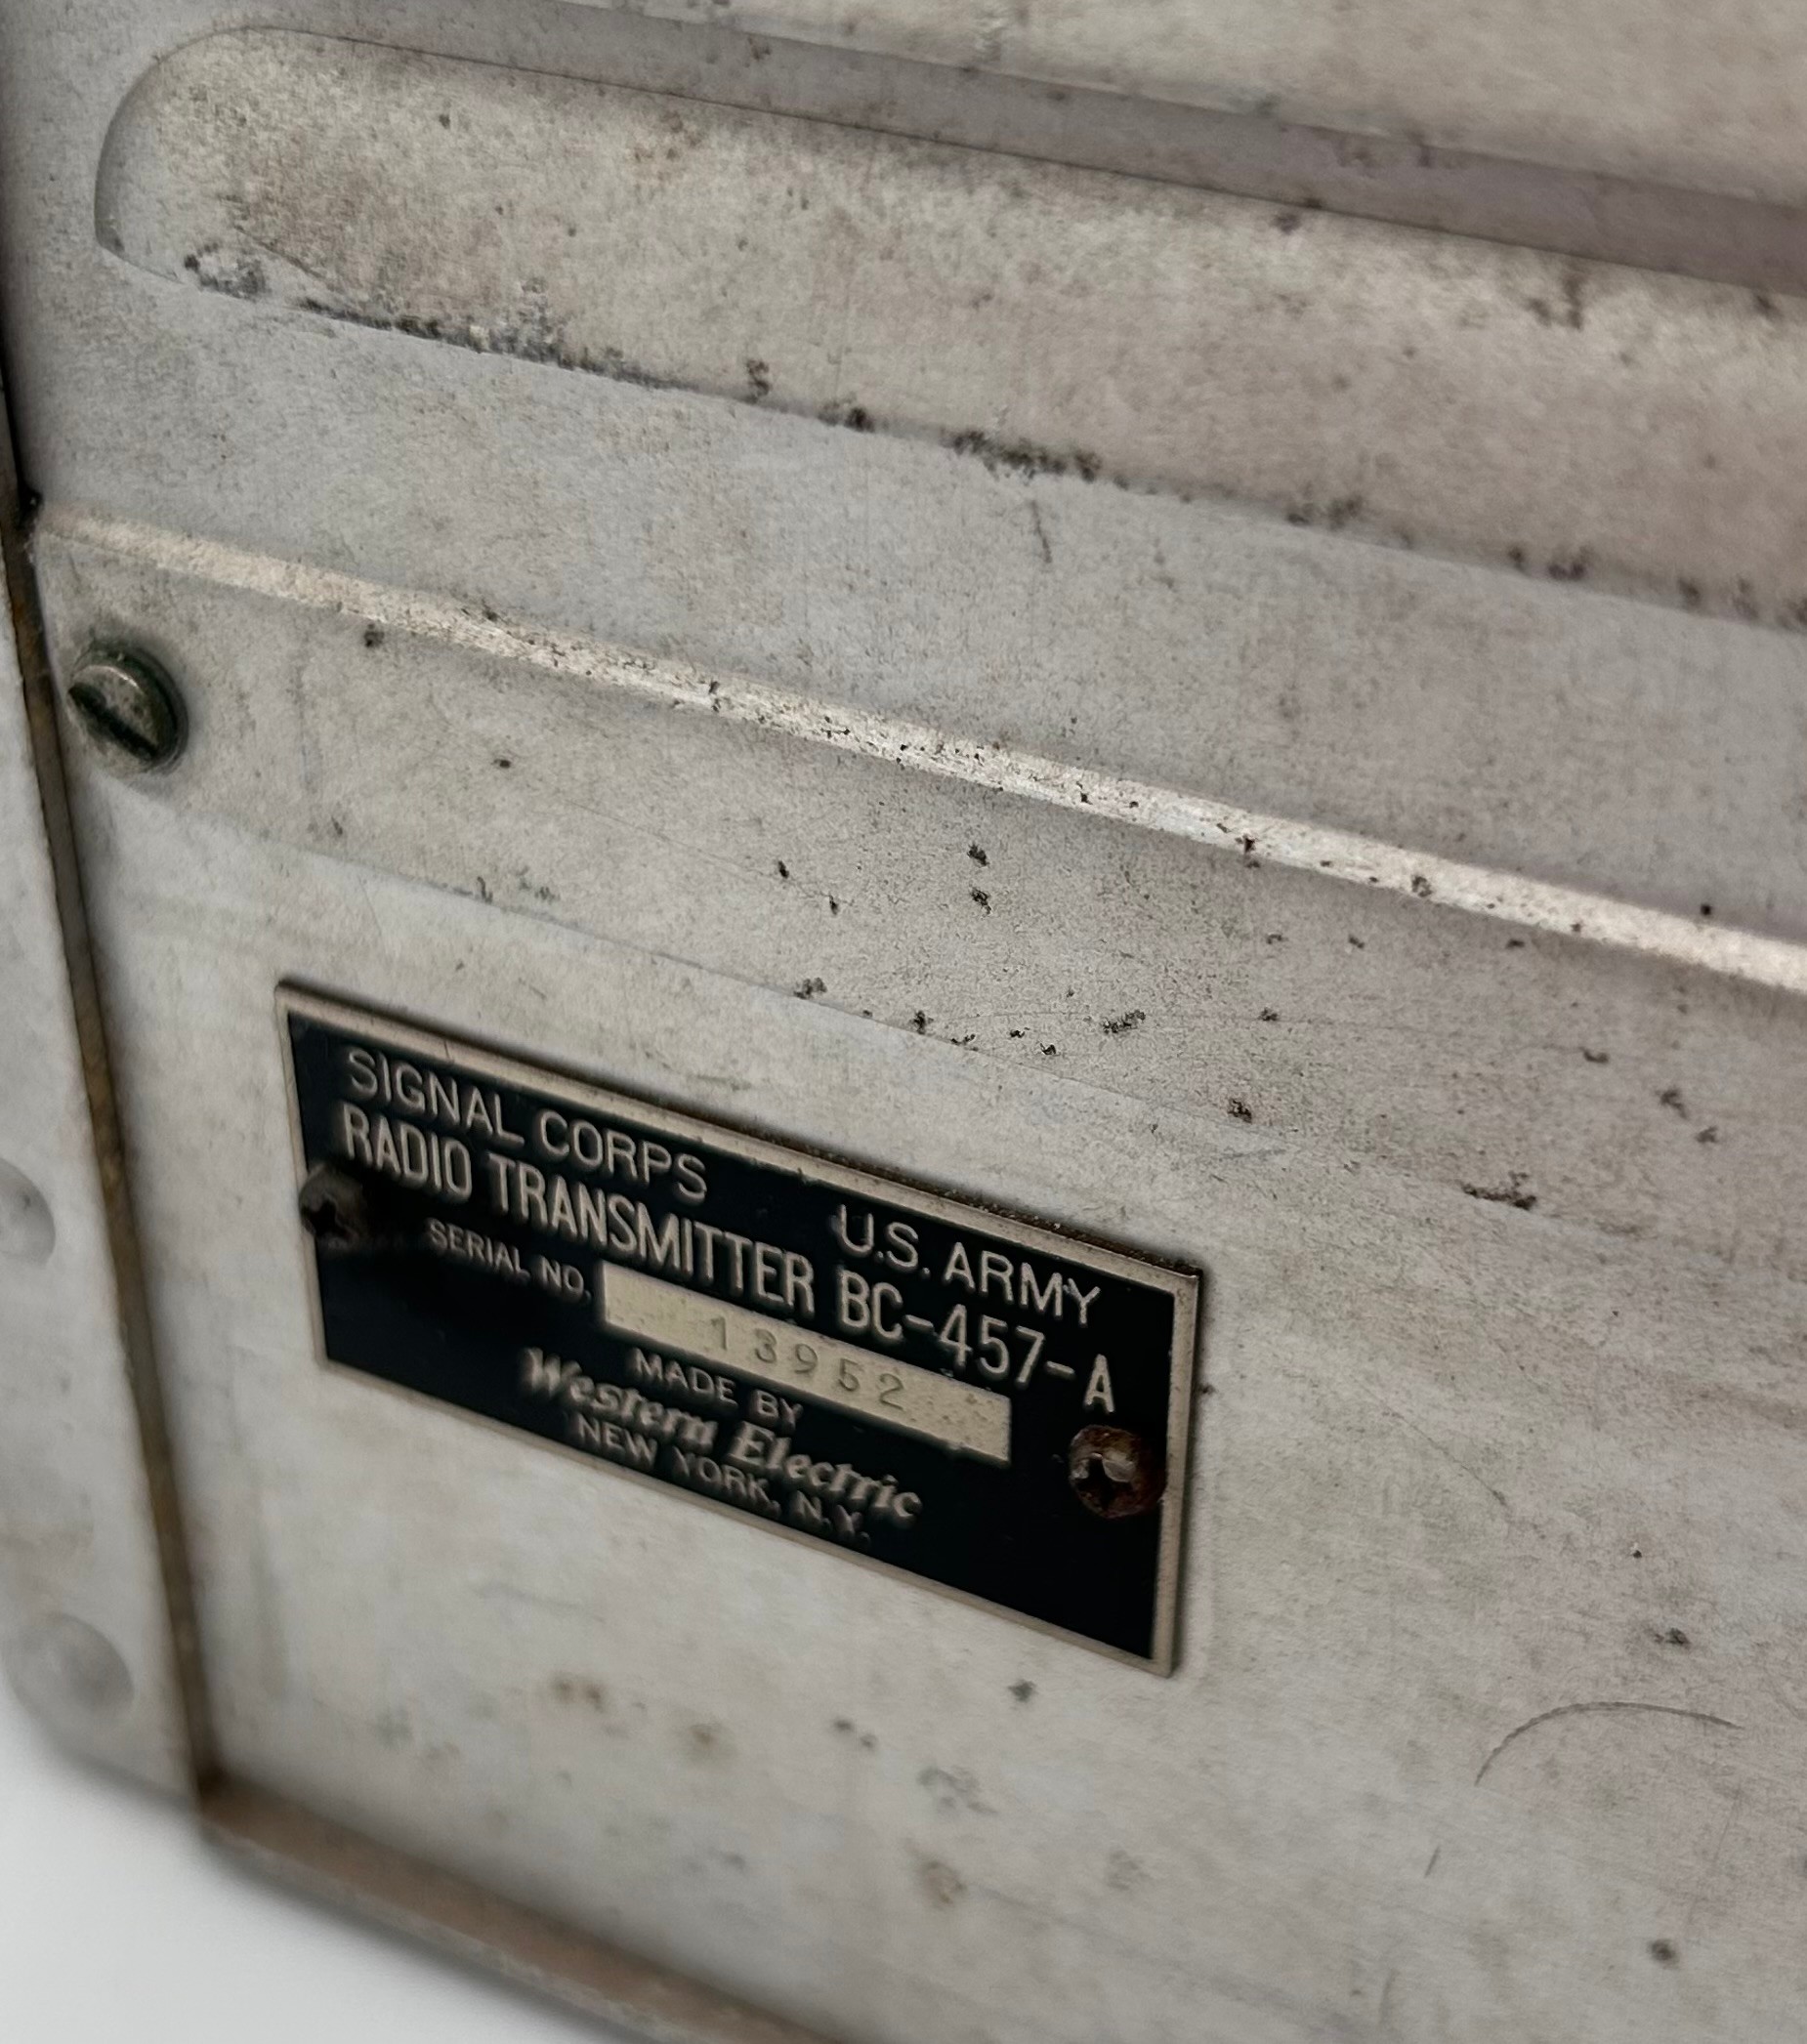 SIGNAL CORPS U.S. ARMY
RADIO TRANSMITTER BC-457-A
SERIAL NO. 13952
MADE BY
Western Electric
NEW YORK, N.Y.